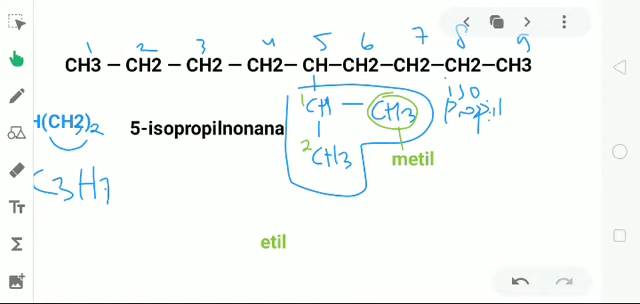 1 2 3 4 5 6 7 8 9
CH3 – CH2 – CH2 – CH2 – CH – CH2 – CH2 – CH2 – CH3
1 CH – CH3 iso
H(CH2)2 5-isopropilnonana propil
2 CH3 metil
C3H7
etil
Tt
Σ